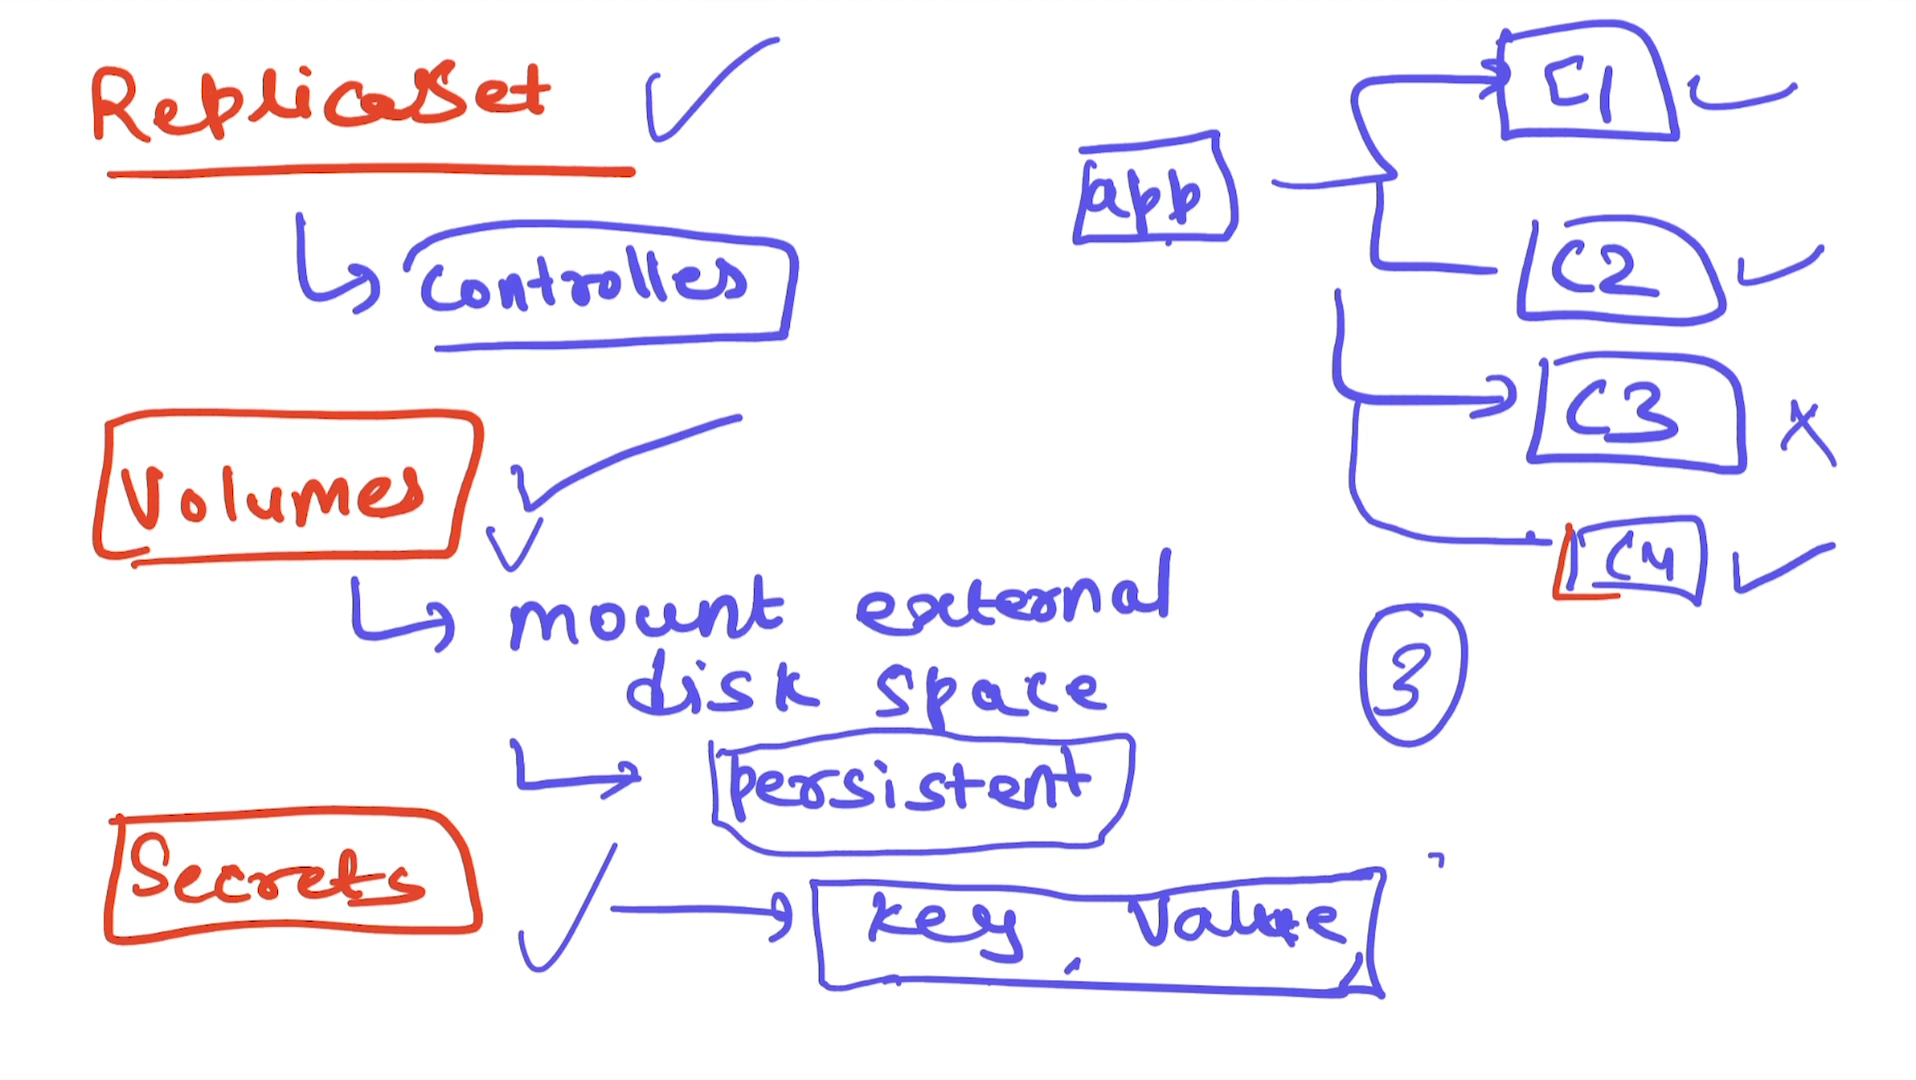 ReplicaSet
Controller
Volumes
mount external
disk space
persistent
Secrets
key, Value
app
C1
C2
C3
C4
3